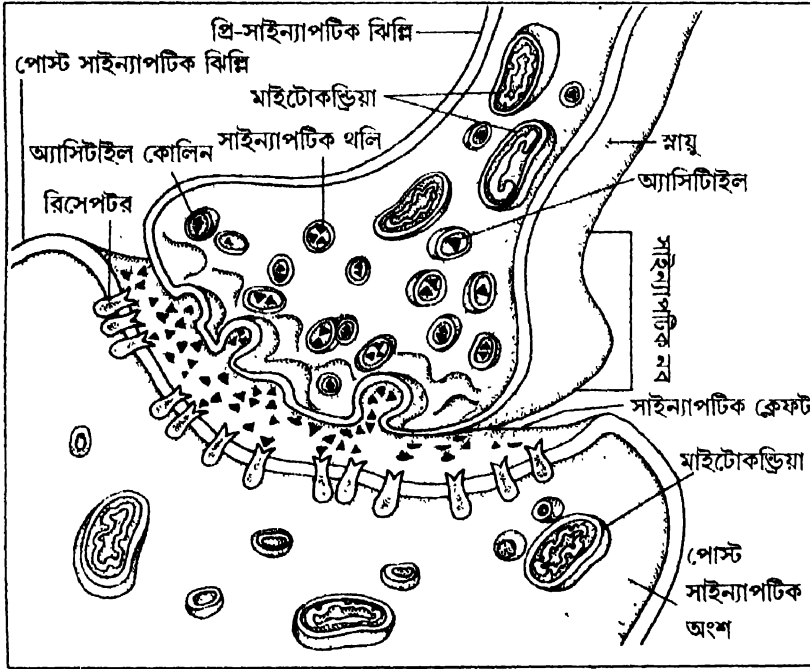 প্রি-সাইন্যাপটিক ঝিল্লি
পোস্ট সাইন্যাপটিক ঝিল্লি
মাইটোকন্ড্রিয়া
অ্যাসিটাইল কোলিন
সাইন্যাপটিক থলি
স্নায়ু
অ্যাসিটিাইল
রিসেপটর
সাইন্যাপটিক নব
সাইন্যাপটিক ক্লেফট
মাইটোকন্ড্রিয়া
পোস্ট
সাইন্যাপটিক
অংশ